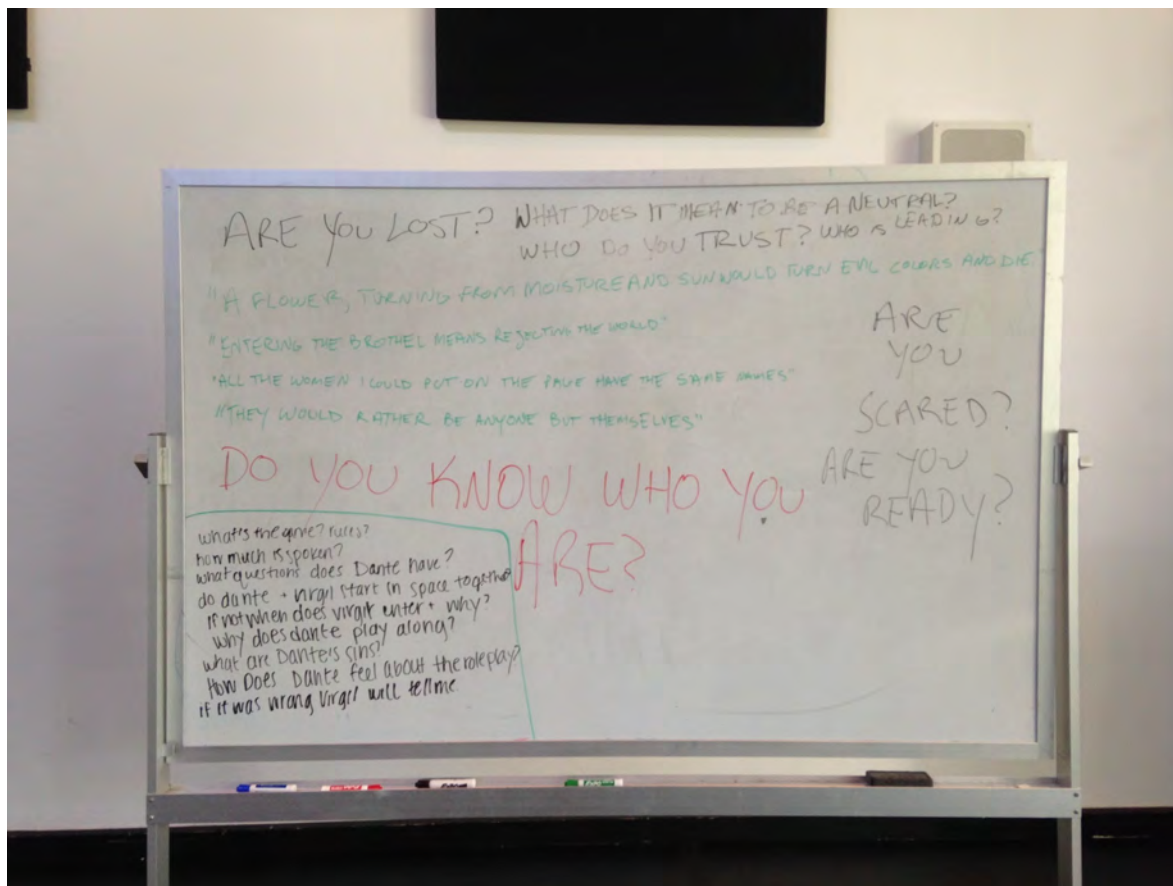 ARE YOU LOST?
WHAT DOES IT MEAN TO BE A NEUTRAL?
WHO DO YOU TRUST? WHO IS LEADING?
"A FLOWER, TURNING FROM MOISTURE AND SUN WOULD TURN EVIL COLORS AND DIE.
"ENTERING THE BROTHEL MEANS REJECTING THE WORLD"
"ALL THE WOMEN I COULD PUT ON THE PAGE HAVE THE SAME NAMES"
"THEY WOULD RATHER BE ANYONE BUT THEMSELVES"
ARE
YOU
SCARED?
ARE YOU
READY?
DO YOU KNOW WHO YOU
ARE?
what's the game? rules?
how much is spoken?
what questions does Dante have?
do dante + virgil start in space together
if not when does virgil enter + why?
why does dante play along?
what are Dante's sins?
How Does Dante feel about the roleplay?
if it was wrong Virgil will tell me.